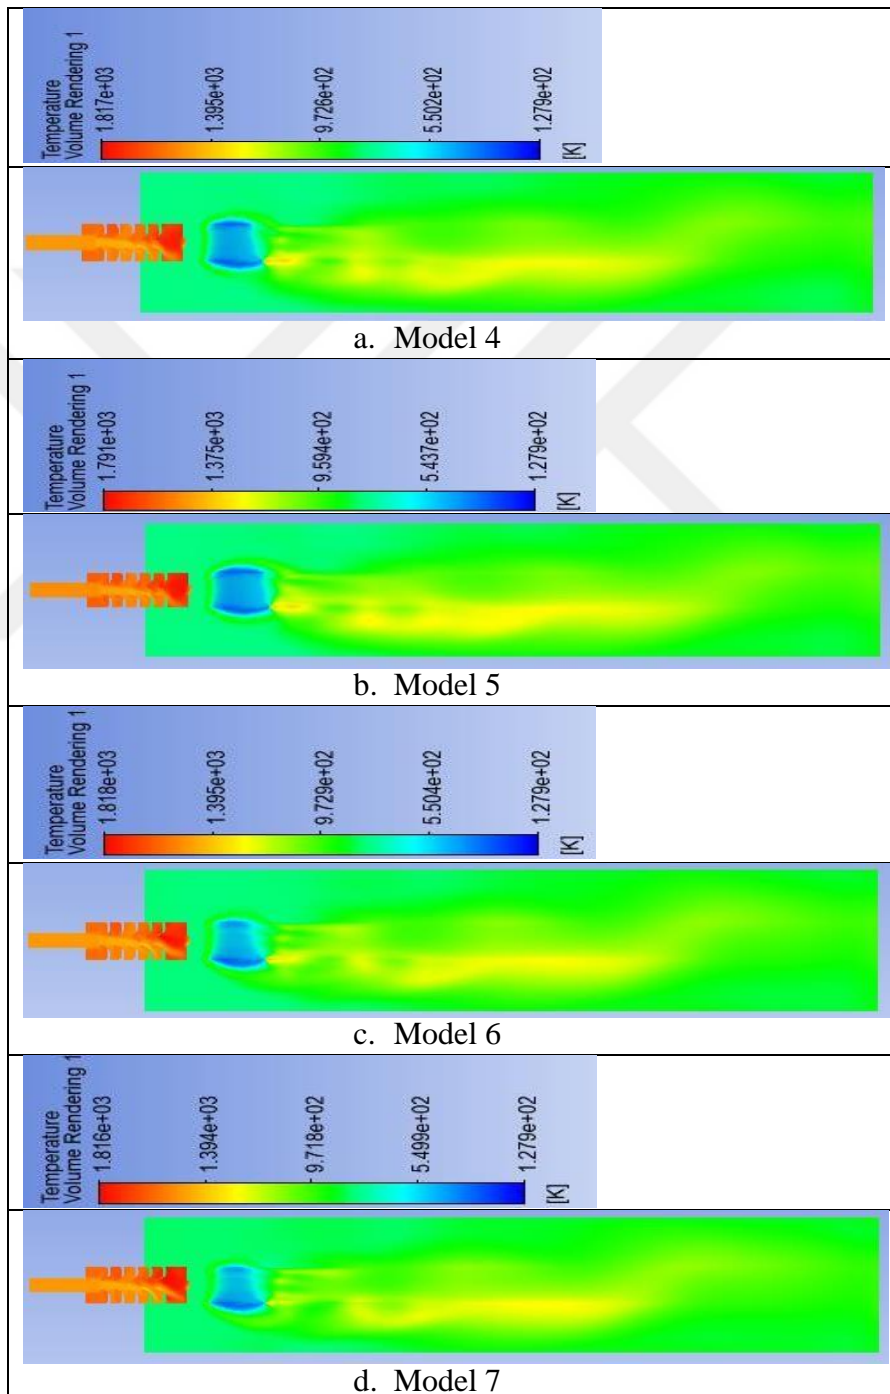 Temperature
Volume Rendering 1
1.817e+03
1.395e+03
9.726e+02
5.502e+02
1.279e+02
[K]
a. Model 4
Temperature
Volume Rendering 1
1.791e+03
1.375e+03
9.594e+02
5.437e+02
1.279e+02
[K]
b. Model 5
Temperature
Volume Rendering 1
1.818e+03
1.395e+03
9.729e+02
5.504e+02
1.279e+02
[K]
c. Model 6
Temperature
Volume Rendering 1
1.816e+03
1.394e+03
9.718e+02
5.499e+02
1.279e+02
[K]
d. Model 7